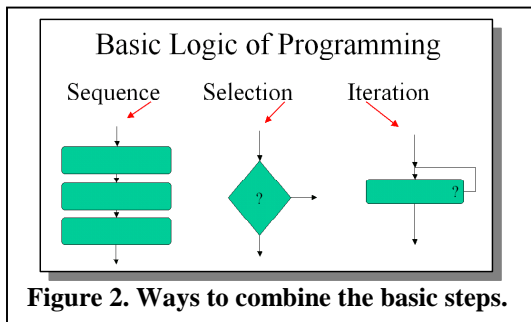 Basic Logic of Programming
Sequence Selection Iteration
?
?
Figure 2. Ways to combine the basic steps.